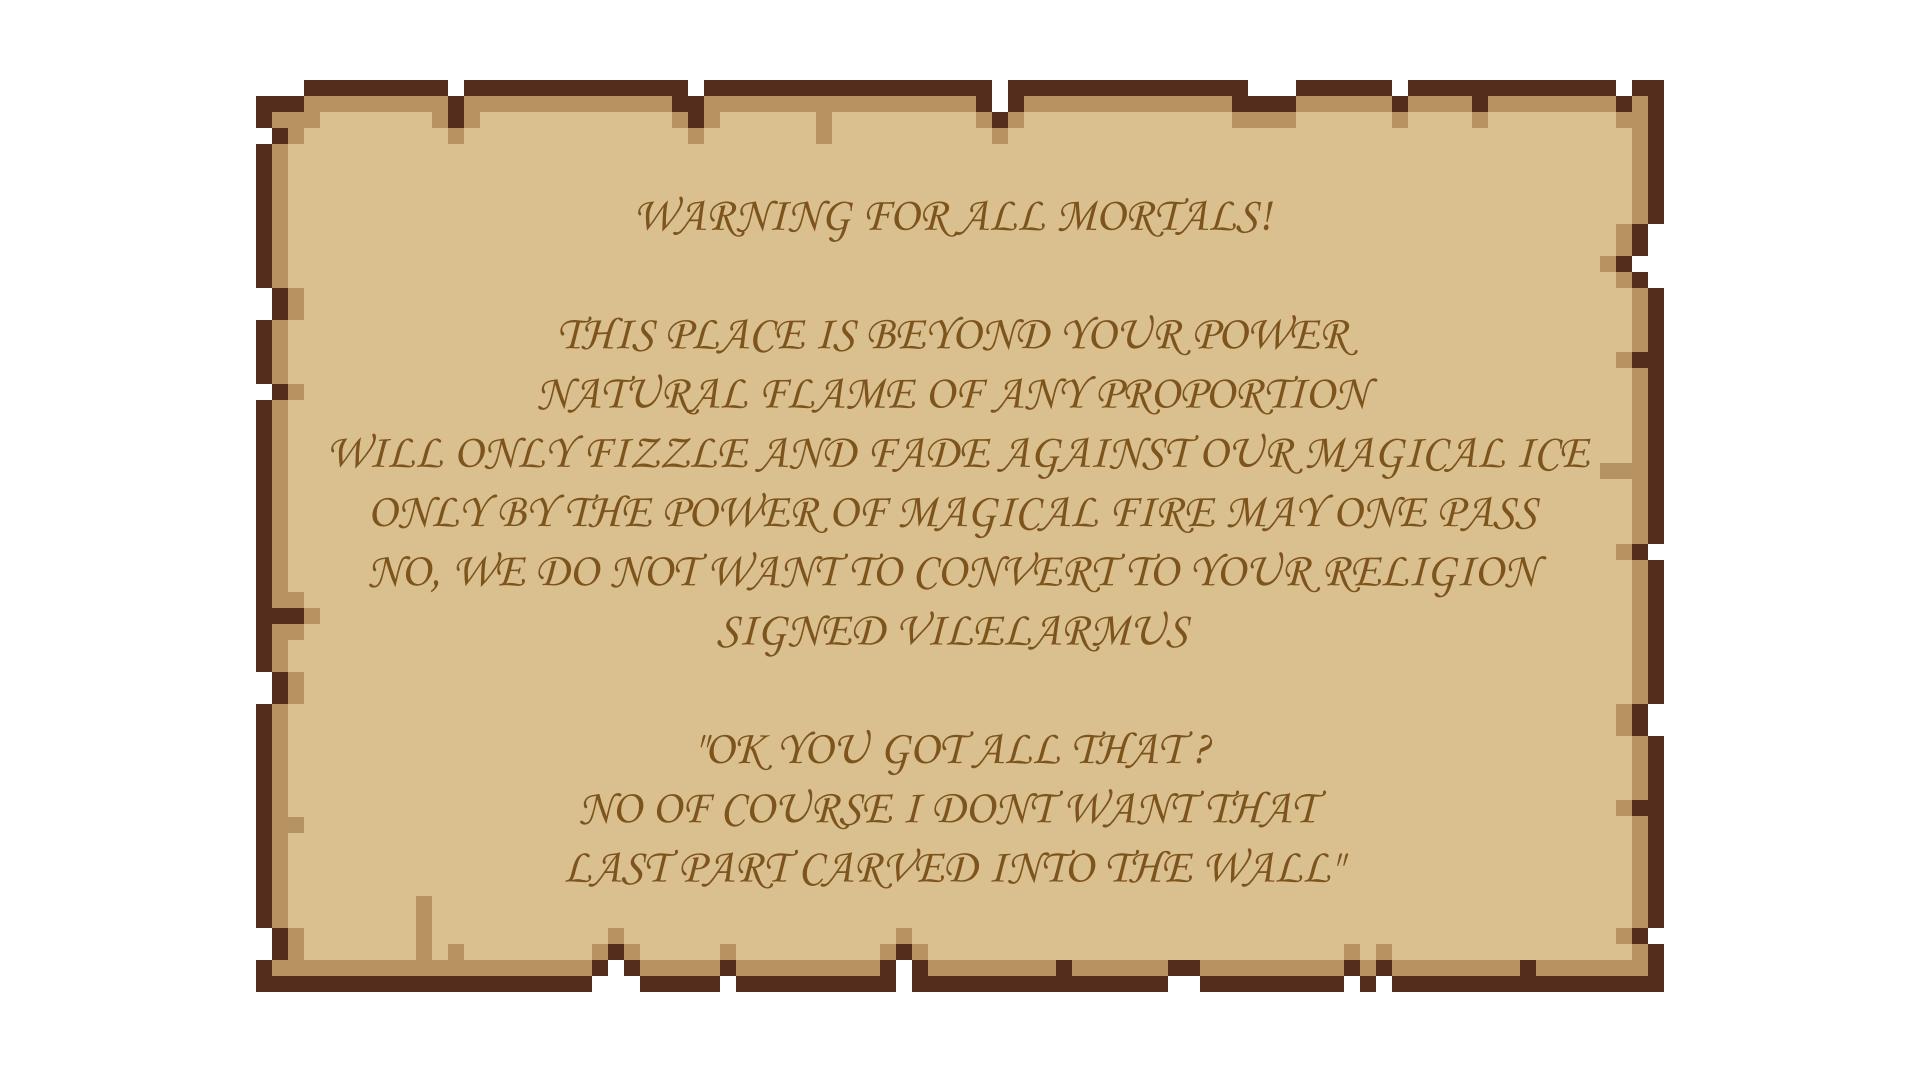 WARNING FOR ALL MORTALS!
THIS PLACE IS BEYOND YOUR POWER
NATURAL FLAME OF ANY PROPORTION
WILL ONLY FIZZLE AND FADE AGAINST OUR MAGICAL ICE
ONLY BY THE POWER OF MAGICAL FIRE MAY ONE PASS
NO, WE DO NOT WANT TO CONVERT TO YOUR RELIGION
SIGNED VILELARMUS
"OK YOU GOT ALL THAT?
NO OF COURSE I DONT WANT THAT
LAST PART CARVED INTO THE WALL"